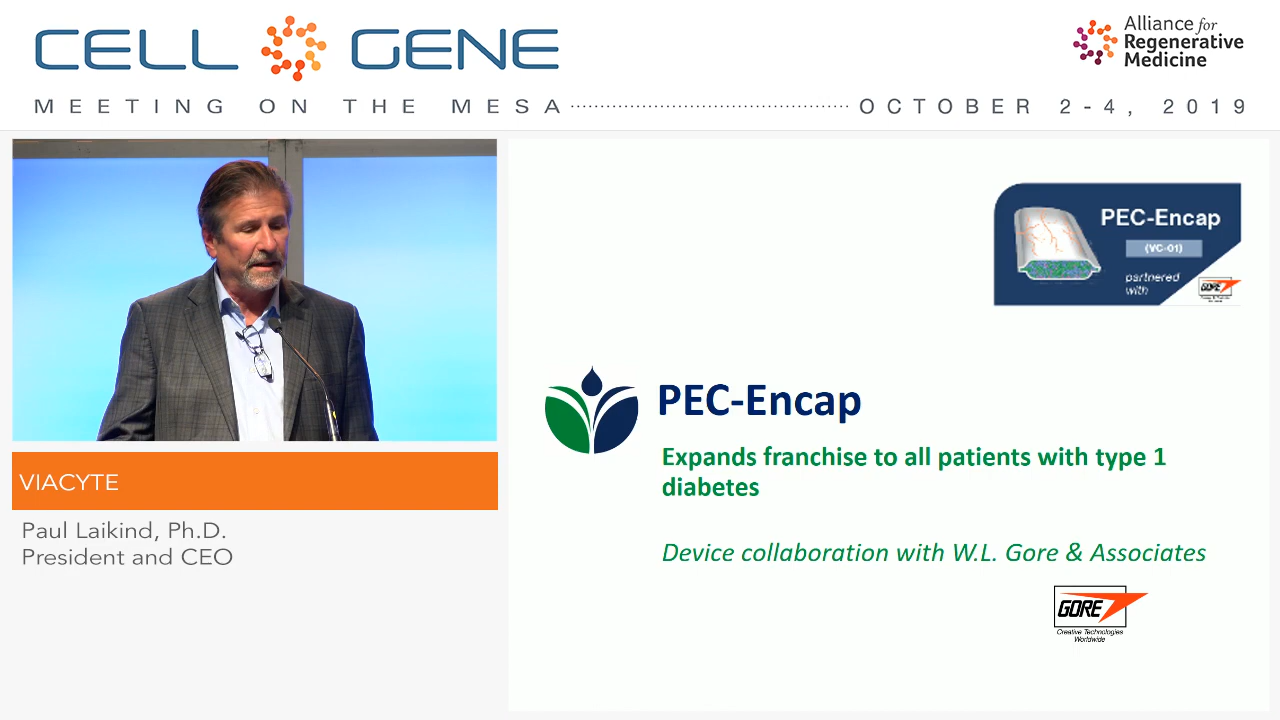 CELL GENE
Alliance for
Regenerative
Medicine
MEETING ON THE MESA
OCTOBER 2-4, 2019
PEC-Encap
(VC-01)
partnered
with
GORE
PEC-Encap
Expands franchise to all patients with type 1
diabetes
Device collaboration with W.L. Gore & Associates
GORE
Creative Technologies
Worldwide
VIACYTE
Paul Laikind, Ph.D.
President and CEO